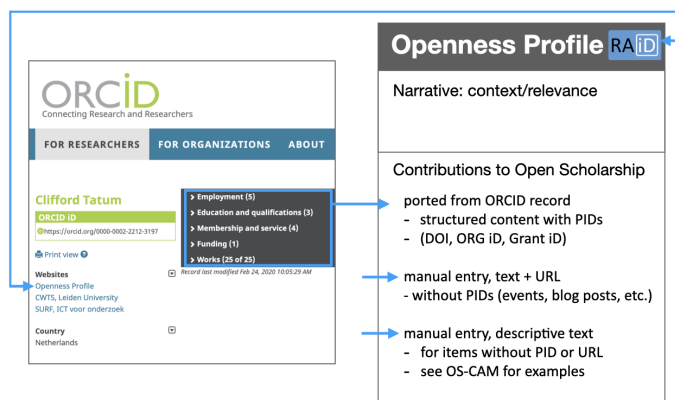 ORCID
Connecting Research and Researchers
FOR RESEARCHERS FOR ORGANIZATIONS ABOUT
Clifford Tatum
ORCID iD
https://orcid.org/0000-0002-2212-3197
Print view
Websites
Openness Profile
CWTS, Leiden University
SURF, ICT voor onderzoek
Country
Netherlands
Employment (5)
Education and qualifications (3)
Membership and service (4)
Funding (1)
Works (25 of 25)
Record last modified Feb 24, 2020 10:05:29 AM
Openness Profile RAiD
Narrative: context/relevance
Contributions to Open Scholarship
ported from ORCID record
- structured content with PIDs
- (DOI, ORG iD, Grant iD)
manual entry, text + URL
- without PIDs (events, blog posts, etc.)
manual entry, descriptive text
- for items without PID or URL
- see OS-CAM for examples